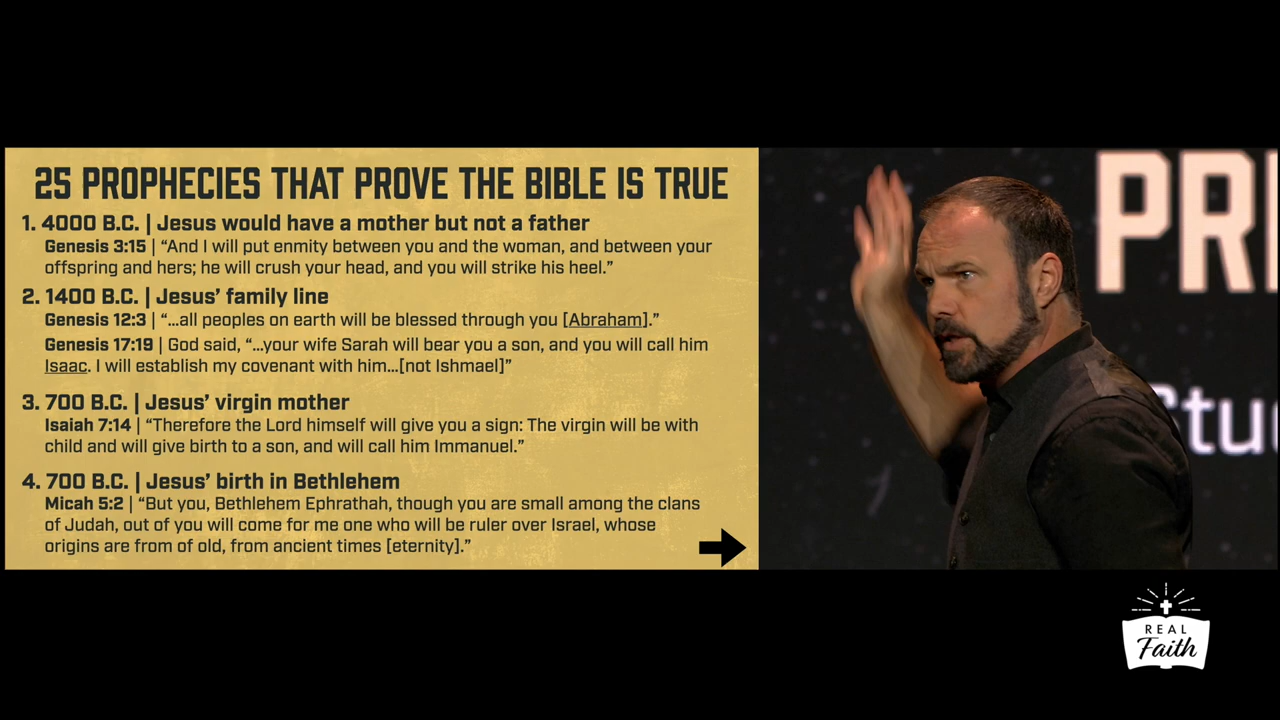 25 PROPHECIES THAT PROVE THE BIBLE IS TRUE
1. 4000 B.C. | Jesus would have a mother but not a father
Genesis 3:15 | “And I will put enmity between you and the woman, and between your
offspring and hers; he will crush your head, and you will strike his heel.”
2. 1400 B.C. | Jesus’ family line
Genesis 12:3 | “…all peoples on earth will be blessed through you [Abraham].”
Genesis 17:19 | God said, “…your wife Sarah will bear you a son, and you will call him
Isaac. I will establish my covenant with him…[not Ishmael]”
3. 700 B.C. | Jesus’ virgin mother
Isaiah 7:14 | “Therefore the Lord himself will give you a sign: The virgin will be with
child and will give birth to a son, and will call him Immanuel.”
4. 700 B.C. | Jesus’ birth in Bethlehem
Micah 5:2 | “But you, Bethlehem Ephrathah, though you are small among the clans
of Judah, out of you will come for me one who will be ruler over Israel, whose
origins are from of old, from ancient times [eternity].”
REAL
Faith